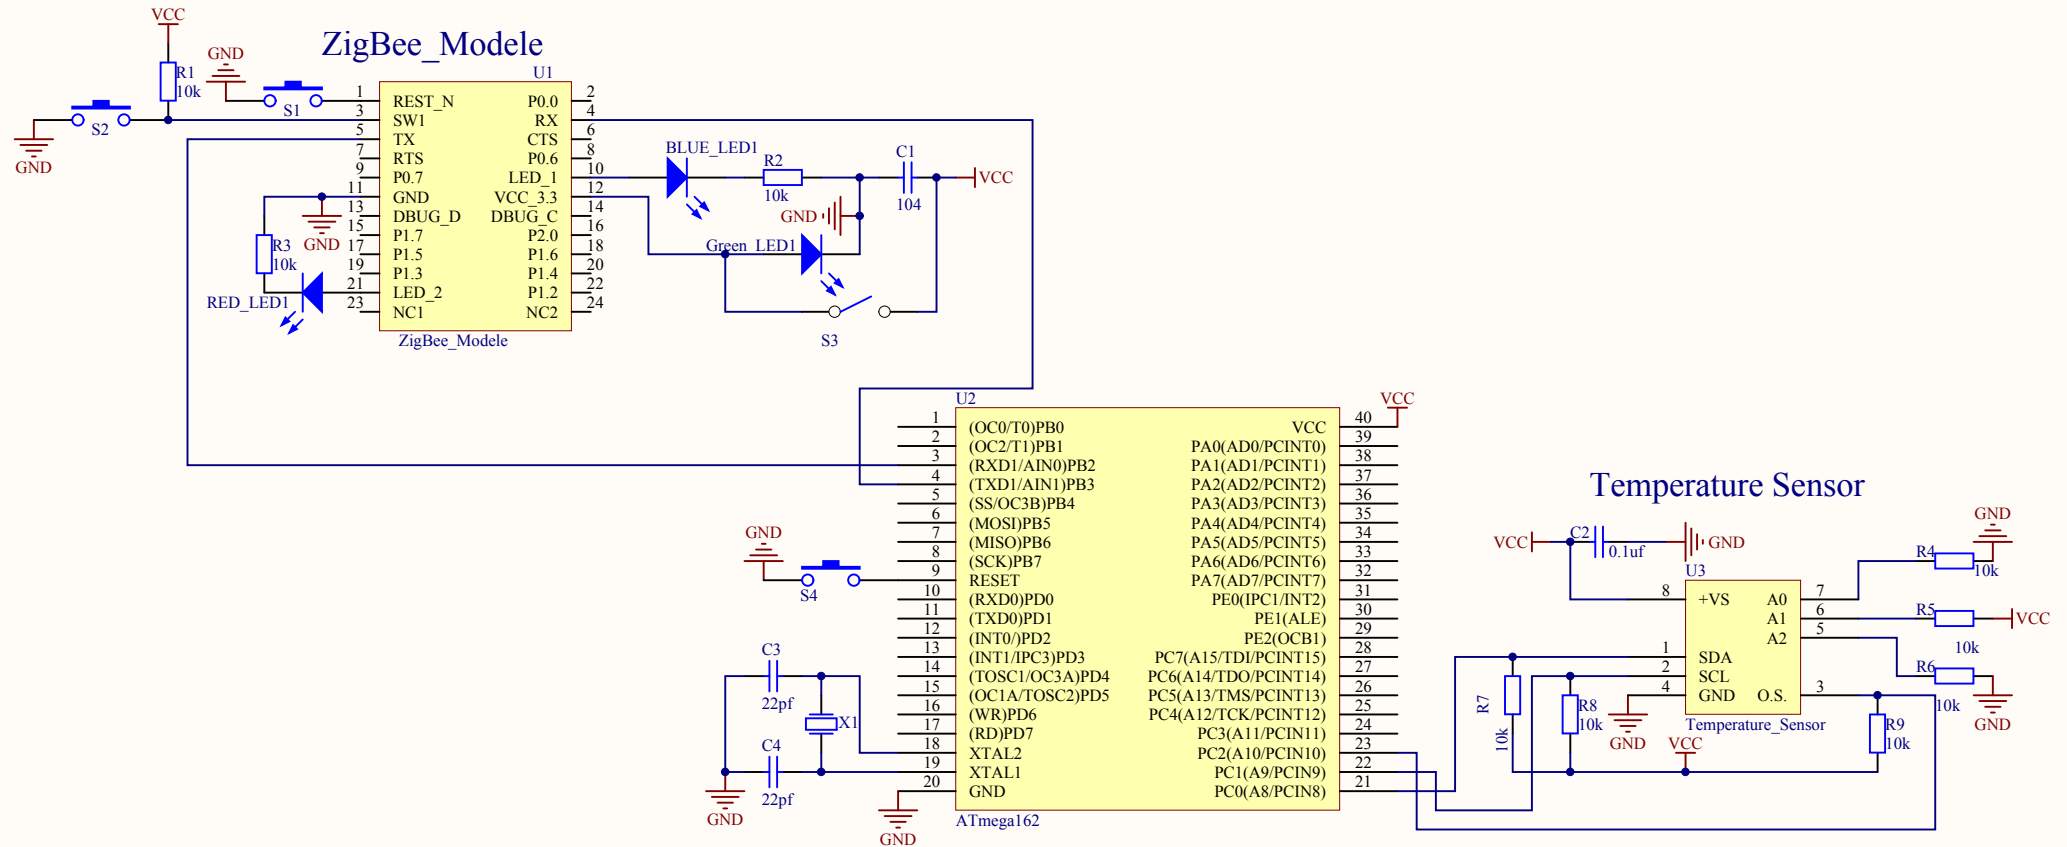 VCC
ZigBee_Modele
GND
U1
R1
10k
S1
S2
GND
1 REST_N P0.0 2
3 SW1 RX 4
5 TX CTS 6
7 RTS P0.6 8
9 P0.7 LED_1 10
11 GND VCC_3.3 12
13 DBUG_D DBUG_C 14
15 P1.7 P2.0 16
17 P1.5 P1.6 18
19 P1.3 P1.4 20
21 LED_2 P1.2 22
23 NC1 NC2 24
ZigBee_Modele
GND
R3
10k
RED_LED1
BLUE_LED1
R2
10k
C1
104
VCC
GND
Green_LED1
S3
U2
VCC
1 (OC0/T0)PB0 VCC 40
2 (OC2/T1)PB1 PA0(AD0/PCINT0) 39
3 (RXD1/AIN0)PB2 PA1(AD1/PCINT1) 38
4 (TXD1/AIN1)PB3 PA2(AD2/PCINT2) 37
5 (SS/OC3B)PB4 PA3(AD3/PCINT3) 36
6 (MOSI)PB5 PA4(AD4/PCINT4) 35
7 (MISO)PB6 PA5(AD5/PCINT5) 34
8 (SCK)PB7 PA6(AD6/PCINT6) 33
9 RESET PA7(AD7/PCINT7) 32
10 (RXD0)PD0 PE0(IPC1/INT2) 31
11 (TXD0)PD1 PE1(ALE) 30
12 (INT0/)PD2 PE2(OCB1) 29
13 (INT1/IPC3)PD3 PC7(A15/TDI/PCINT15) 28
14 (TOSC1/OC3A)PD4 PC6(A14/TDO/PCINT14) 27
15 (OC1A/TOSC2)PD5 PC5(A13/TMS/PCINT13) 26
16 (WR)PD6 PC4(A12/TCK/PCINT12) 25
17 (RD)PD7 PC3(A11/PCIN11) 24
18 XTAL2 PC2(A10/PCIN10) 23
19 XTAL1 PC1(A9/PCIN9) 22
20 GND PC0(A8/PCIN8) 21
ATmega162
GND
S4
C3
22pf
X1
C4
22pf
GND
GND
Temperature Sensor
VCC
C2
0.1uf
GND
U3
8 +VS A0 7
A1 6
A2 5
1 SDA
2 SCL
4 GND O.S. 3
Temperature_Sensor
GND
R4
10k
R5
10k
VCC
R6
10k
GND
R7
10k
R8
10k
GND
VCC
R9
10k